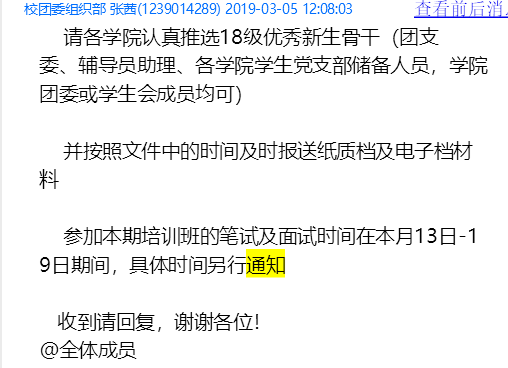 校团委组织部 张茜(1239014289) 2019-03-05 12:08:03 查看前后消
请各学院认真推选18级优秀新生骨干（团支
委、辅导员助理、各学院学生党支部储备人员，学院
团委或学生会成员均可）
并按照文件中的时间及时报送纸质档及电子档材
料
参加本期培训班的笔试及面试时间在本月13日-1
9日期间，具体时间另行通知
收到请回复，谢谢各位！
@全体成员